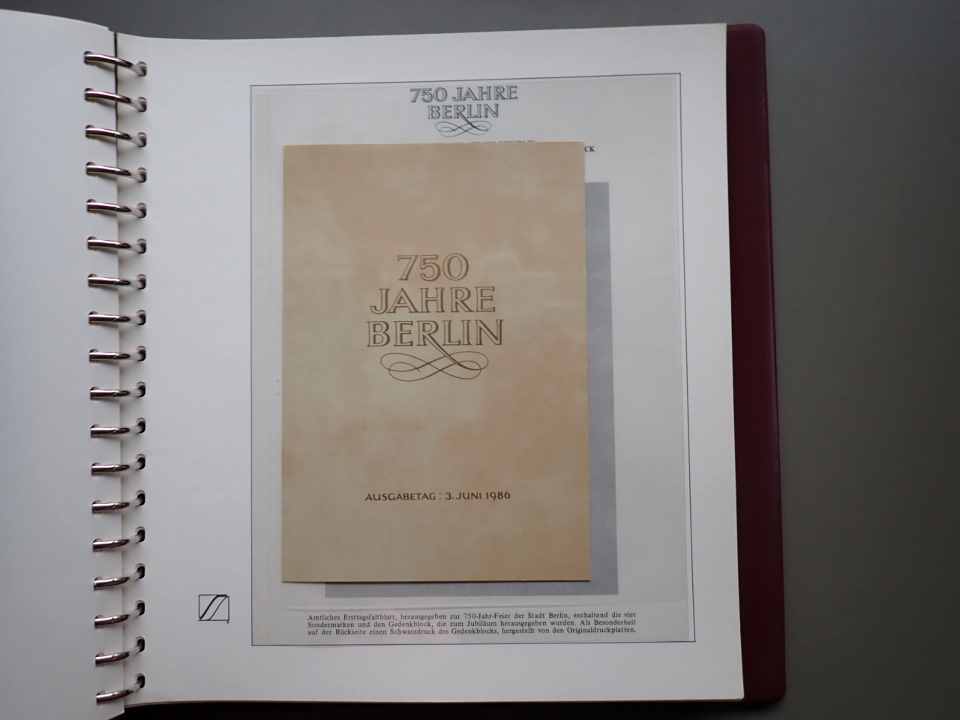 750 JAHRE
BERLIN
CK
750
JAHRE
BERLIN
AUSGABETAG: 3. JUNI 1986
Amtliches Ersttagsfaltblatt, herausgegeben zur 750-Jahr-Feier der Stadt Berlin, enthaltend die vier
Sondermarken und den Gedenkblock, die zum Jubiläum herausgegeben wurden. Als Besonderheit
auf der Rückseite einen Schwarzdruck des Gedenkblocks, hergestellt von den Originaldruckplatten.